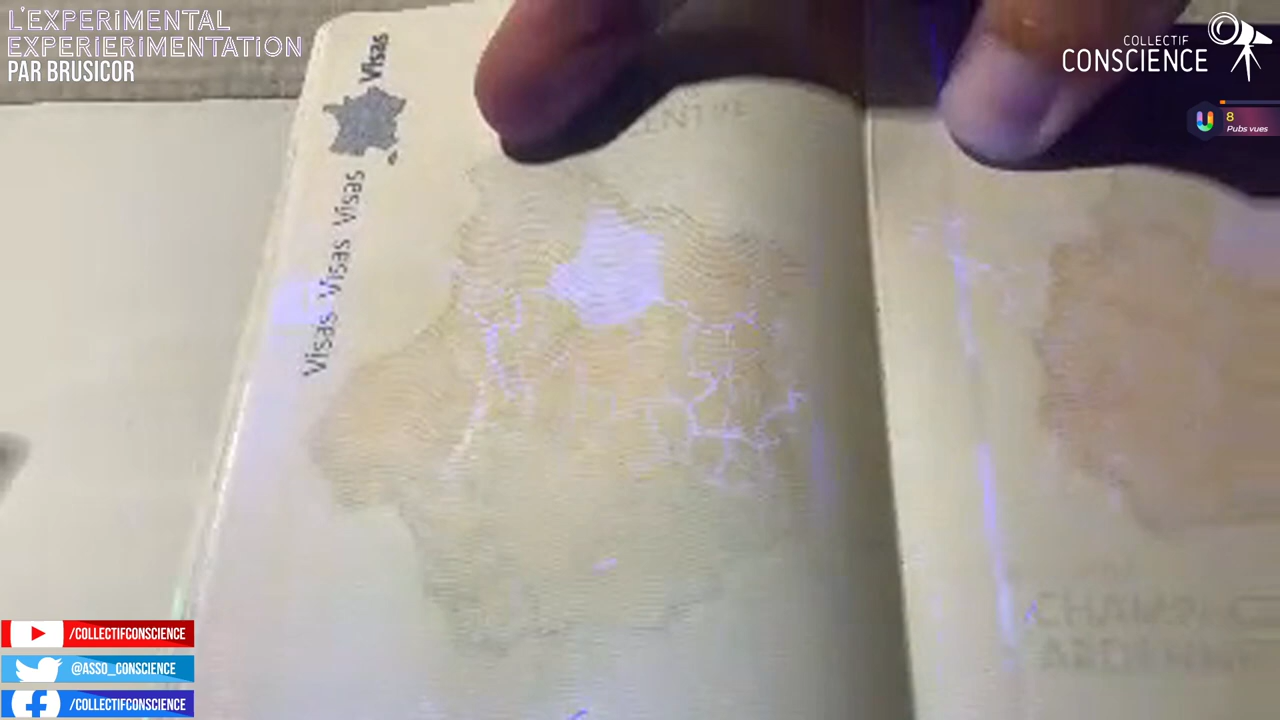 L'EXPERiMENTAL
EXPERiERiMENTATiON
PAR BRUSICOR
COLLECTIF
CONSCIENCE
8
Pubs vues
Visas
Visas Visas Visas
/COLLECTIFCONSCIENCE
@ASSO_CONSCIENCE
/COLLECTIFCONSCIENCE